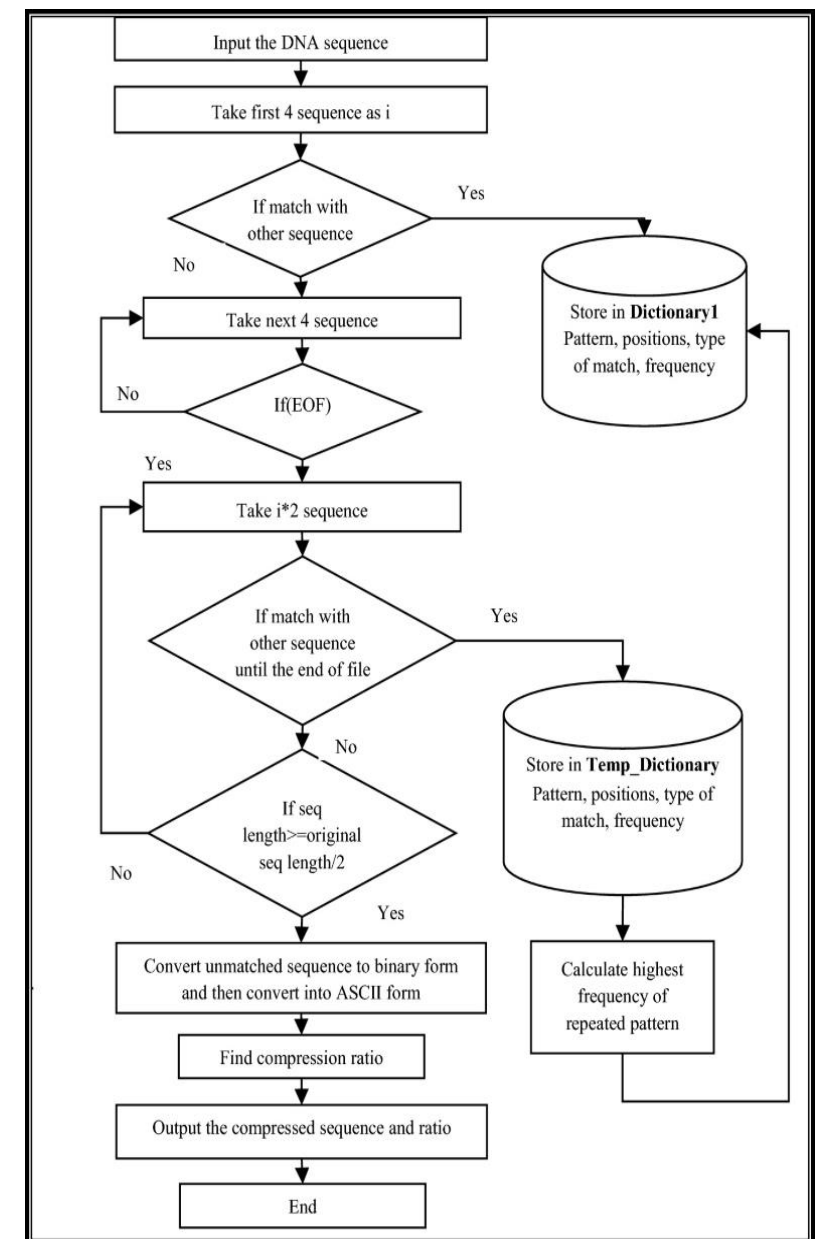 Input the DNA sequence
Take first 4 sequence as i
If match with
other sequence
Yes
No
Store in Dictionary1
Pattern, positions, type
of match, frequency
Take next 4 sequence
If(EOF)
No
Yes
Take i*2 sequence
If match with
other sequence
until the end of file
Yes
No
Store in Temp_Dictionary
Pattern, positions, type of
match, frequency
If seq
length>=original
seq length/2
No
Yes
Calculate highest
frequency of
repeated pattern
Convert unmatched sequence to binary form
and then convert into ASCII form
Find compression ratio
Output the compressed sequence and ratio
End